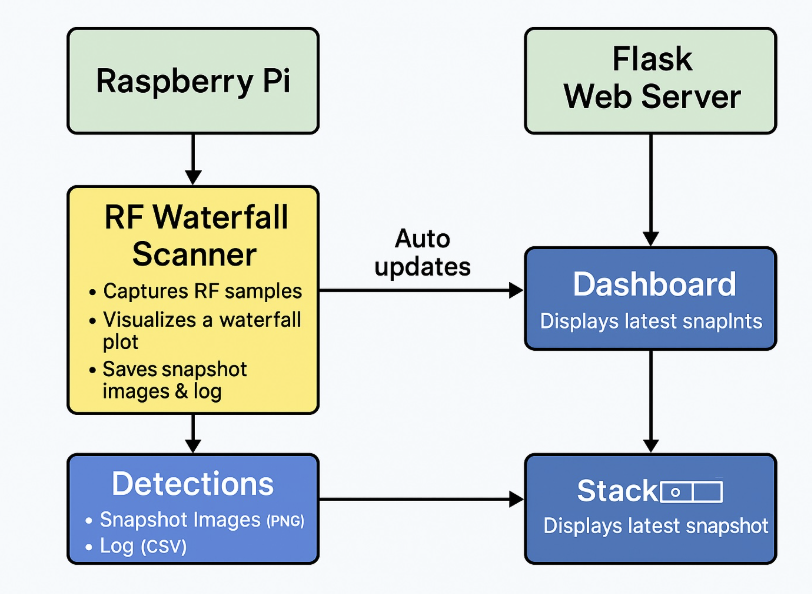 Raspberry Pi
Flask
Web Server
RF Waterfall
Scanner
• Captures RF samples
• Visualizes a waterfall
plot
• Saves snapshot
images & log
Auto
updates
Dashboard
Displays latest snaplnts
Detections
• Snapshot Images (PNG)
• Log (CSV)
Stack
Displays latest snapshot